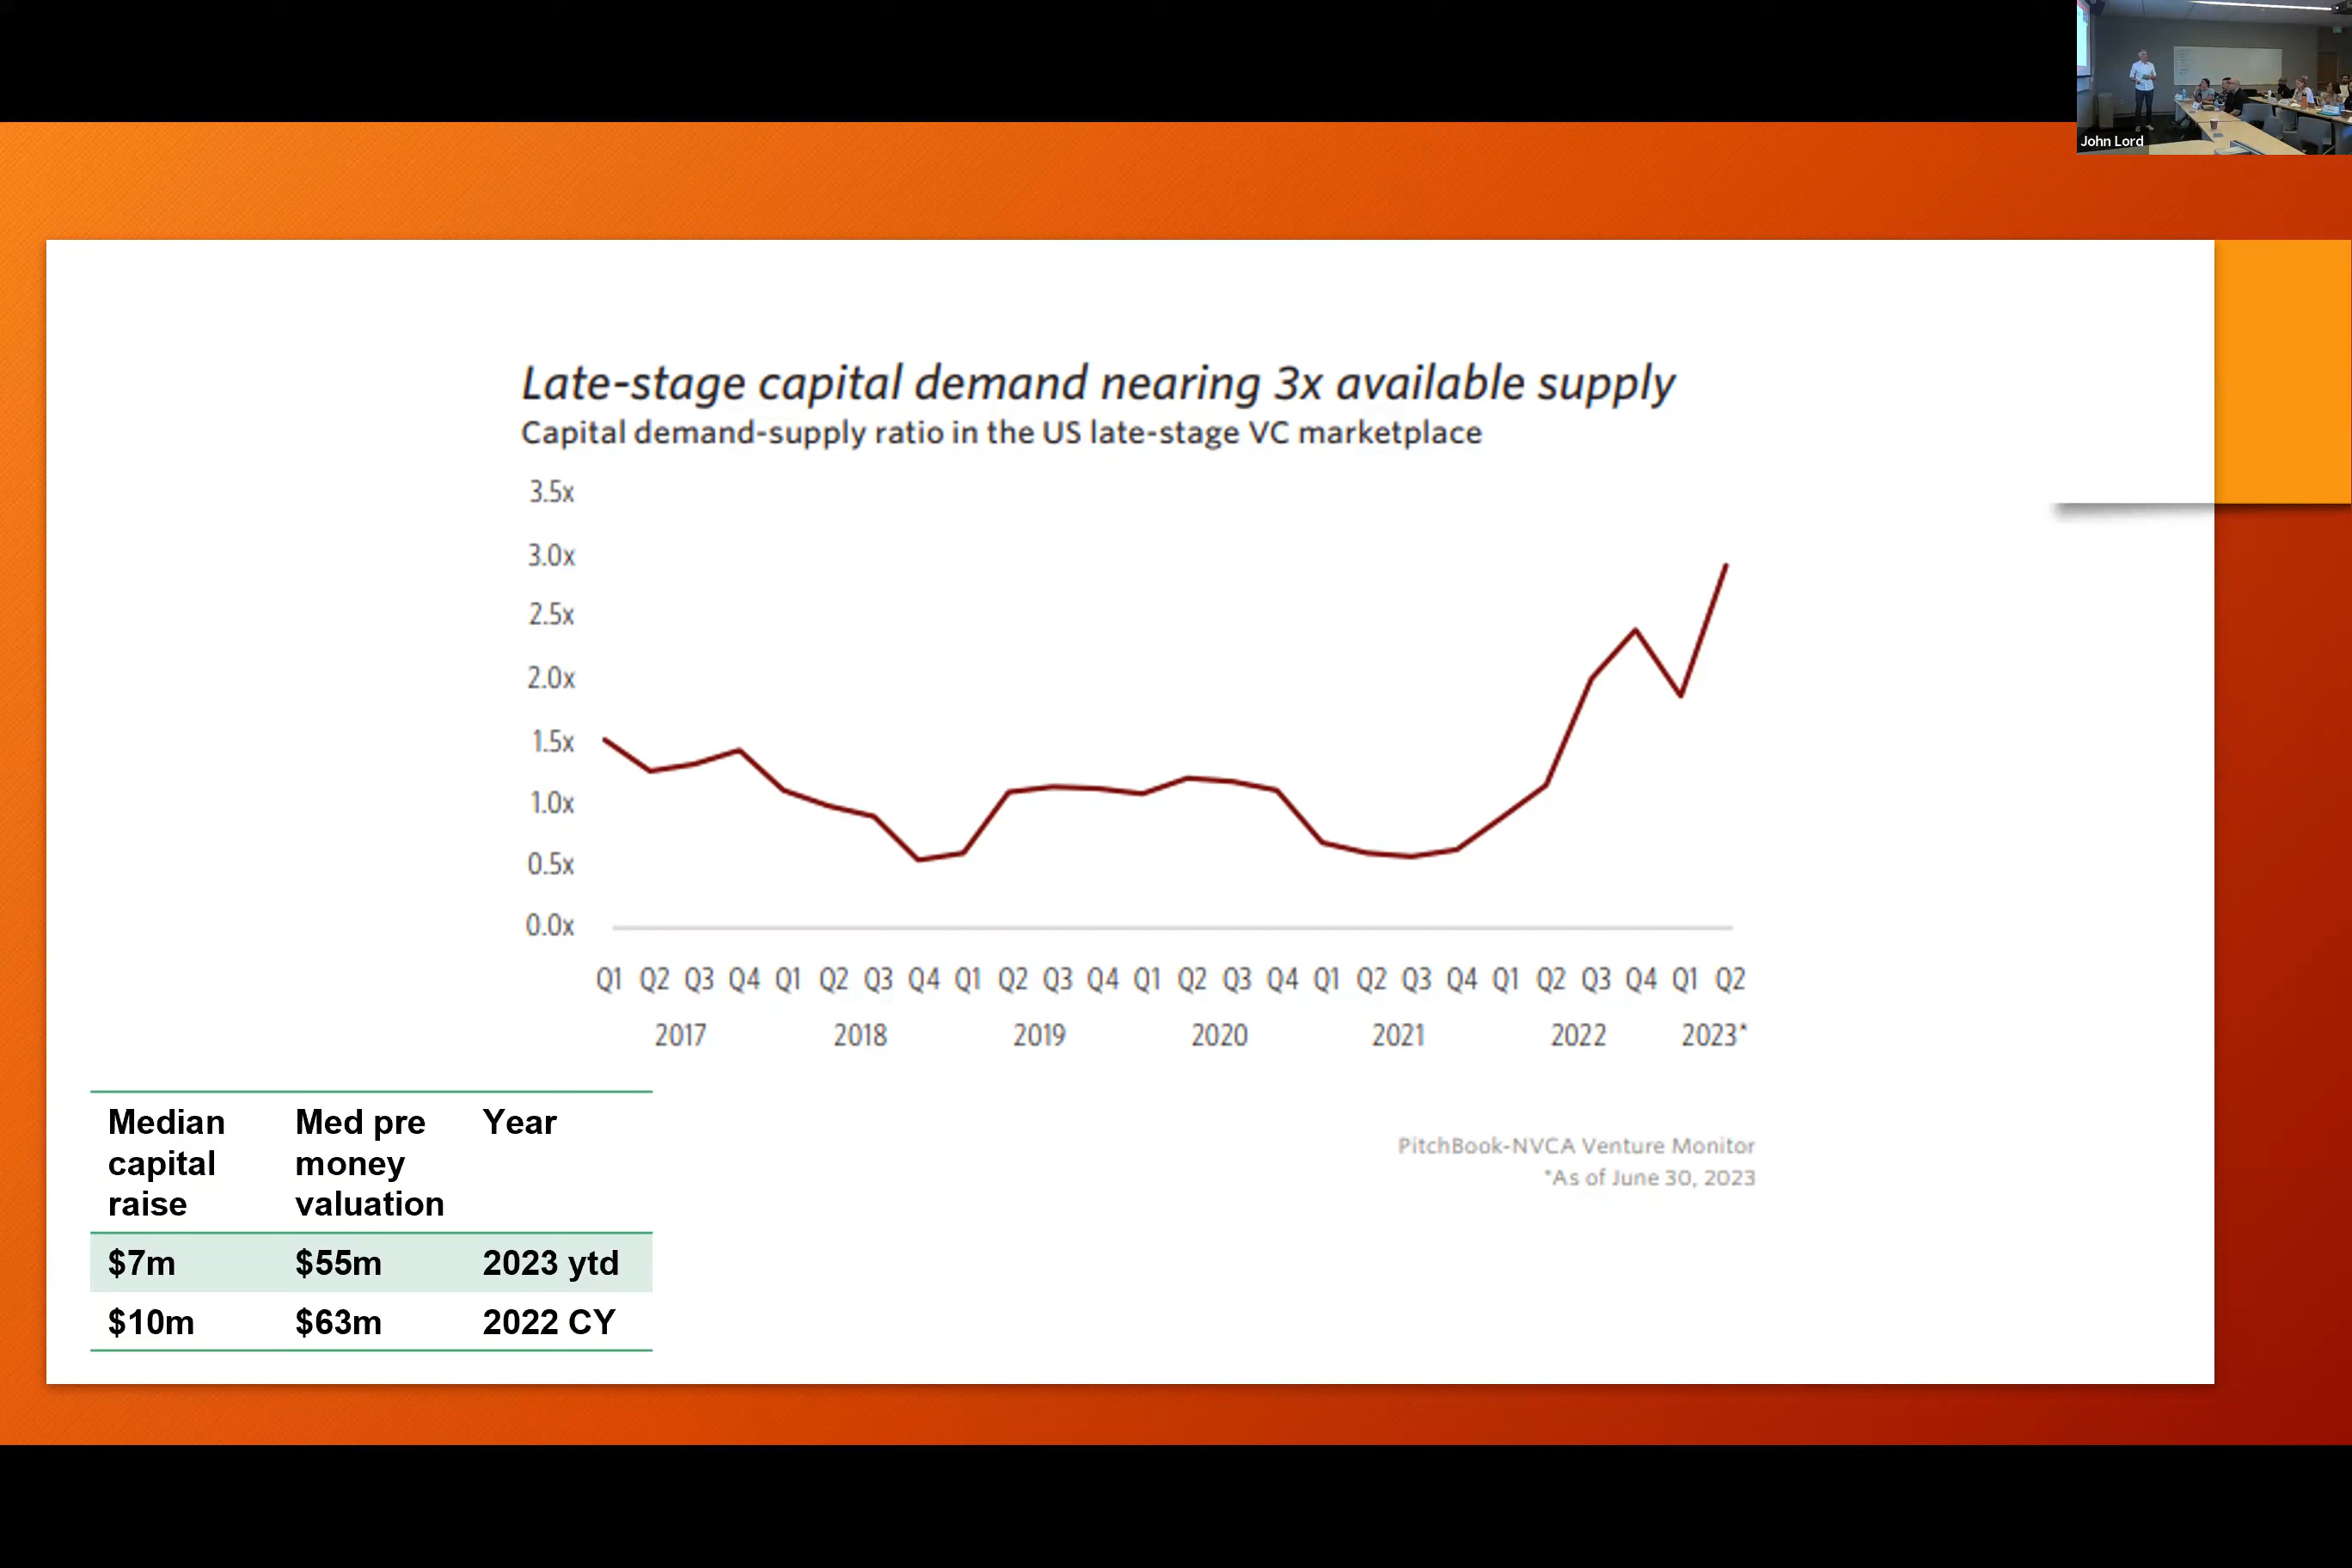 John Lord
Late-stage capital demand nearing 3x available supply
Capital demand-supply ratio in the US late-stage VC marketplace
3.5x
3.0x
2.5x
2.0x
1.5x
1.0x
0.5x
0.0x
Q1 Q2 Q3 Q4 Q1 Q2 Q3 Q4 Q1 Q2 Q3 Q4 Q1 Q2 Q3 Q4 Q1 Q2 Q3 Q4 Q1 Q2 Q3 Q4 Q1 Q2
2017 2018 2019 2020 2021 2022 2023*
Median Med pre Year
capital money
raise valuation
$7m $55m 2023 ytd
$10m $63m 2022 CY
PitchBook-NVCA Venture Monitor
*As of June 30, 2023